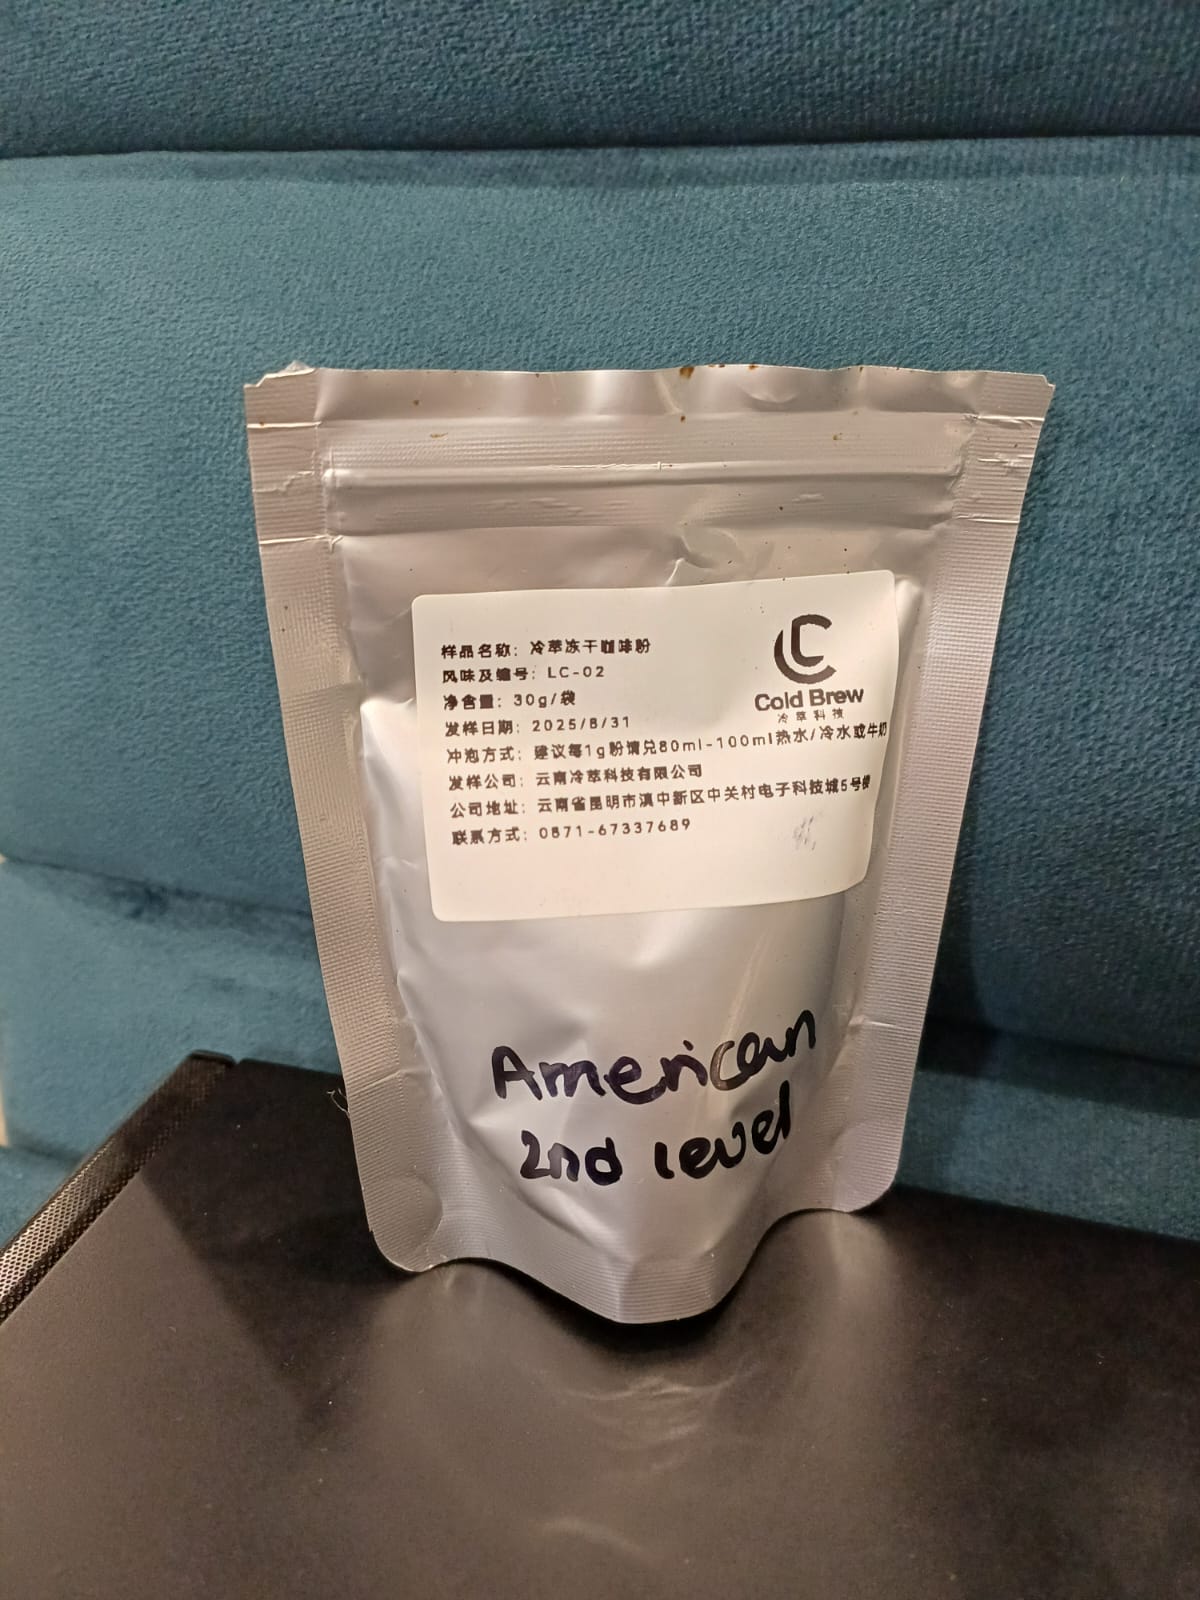 样品名称：冷萃冻干咖啡粉
风味及编号：LC-02
净含量：30g/袋
发样日期：2025/8/31
冲泡方式：建议每1g粉请兑80ml-100ml热水/冷水或牛奶
发样公司：云南冷萃科技有限公司
公司地址：云南省昆明市滇中新区中关村电子科技城5号楼
联系方式：0871-67337689
Cold Brew
冷萃科技
American
2nd level